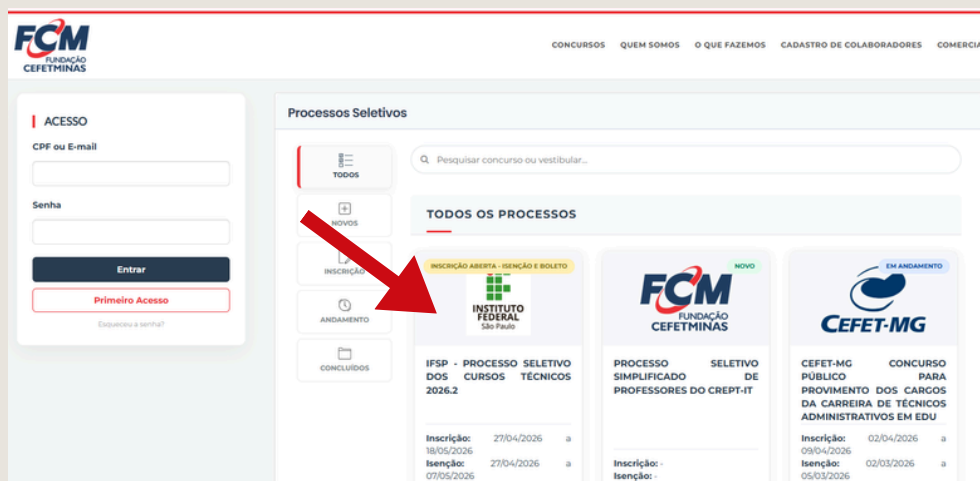 FCM
FUNDAÇÃO
CEFETMINAS
CONCURSOS QUEM SOMOS O QUE FAZEMOS CADASTRO DE COLABORADORES COMERCIA
ACESSO
CPF ou E-mail
Senha
Entrar
Primeiro Acesso
Esqueceu a senha?
Processos Seletivos
TODOS
NOVOS
INSCRIÇÃO
ANDAMENTO
CONCLUÍDOS
Pesquisar concurso ou vestibular...
TODOS OS PROCESSOS
INSCRIÇÃO ABERTA - ISENÇÃO E BOLETO
INSTITUTO
FEDERAL
São Paulo
IFSP - PROCESSO SELETIVO
DOS CURSOS TÉCNICOS
2026.2
Inscrição: 27/04/2026 a
18/05/2026
Isenção: 27/04/2026 a
07/05/2026
NOVO
FCM
FUNDAÇÃO
CEFETMINAS
PROCESSO SELETIVO
SIMPLIFICADO DE
PROFESSORES DO CREPT-IT
Inscrição: -
Isenção: -
EM ANDAMENTO
CEFET-MG
CEFET-MG CONCURSO
PÚBLICO PARA
PROVIMENTO DOS CARGOS
DA CARREIRA DE TÉCNICOS
ADMINISTRATIVOS EM EDU
Inscrição: 02/04/2026 a
09/04/2026
Isenção: 02/03/2026 a
05/03/2026